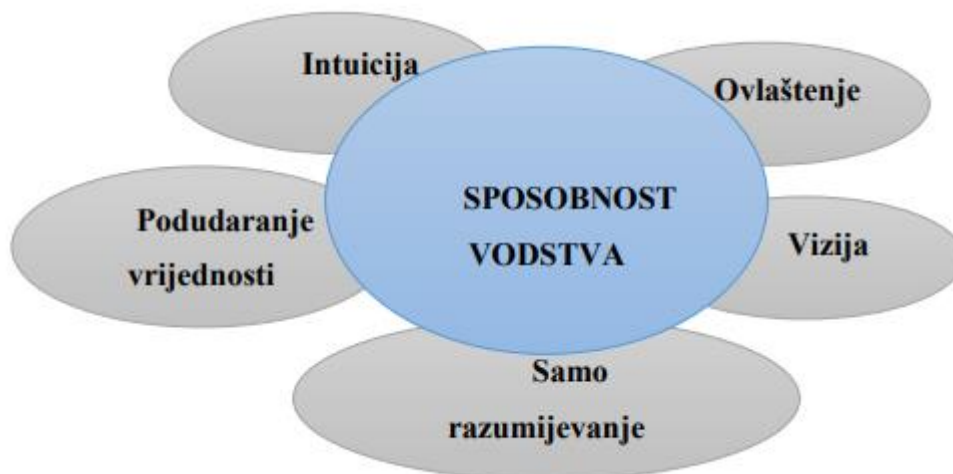 Intuicija
Ovlaštenje
SPOSOBNOST
VODSTVA
Podudaranje
vrijednosti
Vizija
Samo
razumijevanje